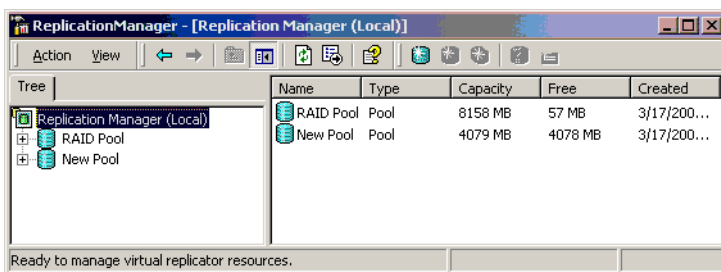 ReplicationManager - [Replication Manager (Local)]
Action View
Tree
Name Type Capacity Free Created
Replication Manager (Local)
RAID Pool
New Pool
RAID Pool Pool 8158 MB 57 MB 3/17/200...
New Pool Pool 4079 MB 4078 MB 3/17/200...
Ready to manage virtual replicator resources.